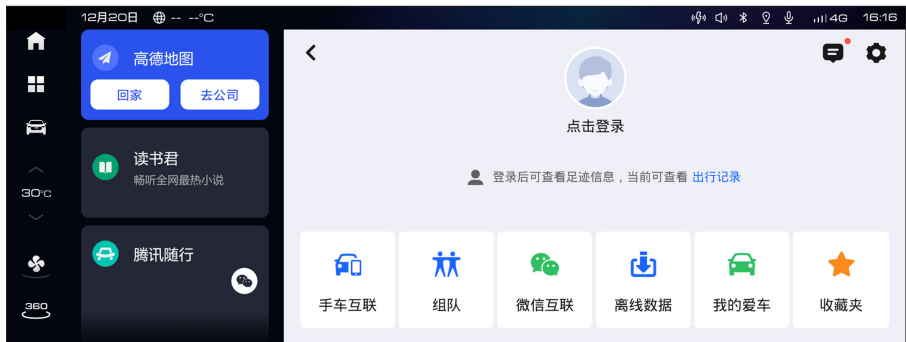 12月20日 -- --°C
4G 16:16
高德地图
回家 去公司
读书君
畅听全网最热小说
腾讯随行
30°C
360
点击登录
登录后可查看足迹信息，当前可查看 出行记录
手车互联 组队 微信互联 离线数据 我的爱车 收藏夹